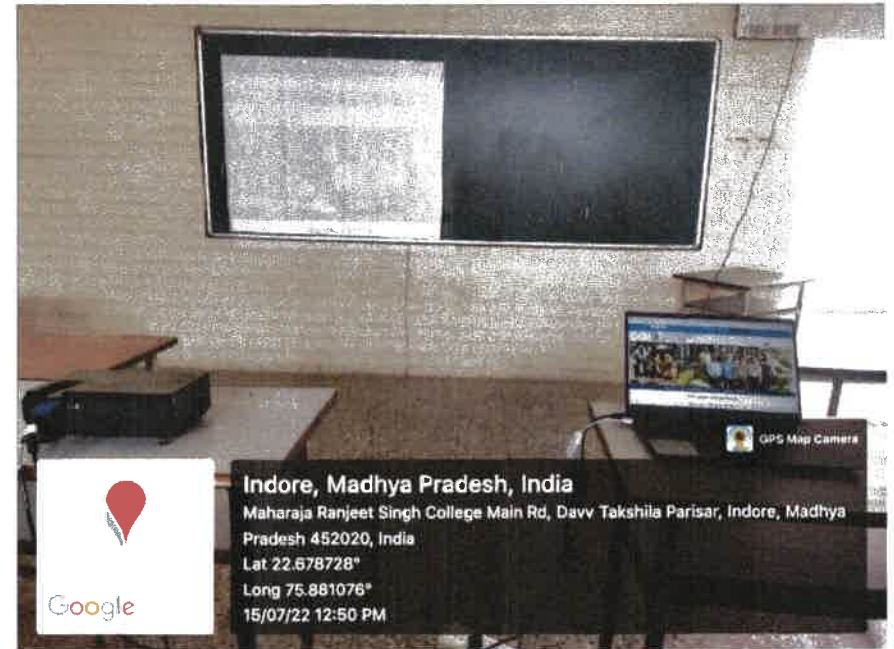 GPS Map Camera
Indore, Madhya Pradesh, India
Maharaja Ranjeet Singh College Main Rd, Davv Takshila Parisar, Indore, Madhya
Pradesh 452020, India
Lat 22.678728°
Long 75.881076°
15/07/22 12:50 PM
Google